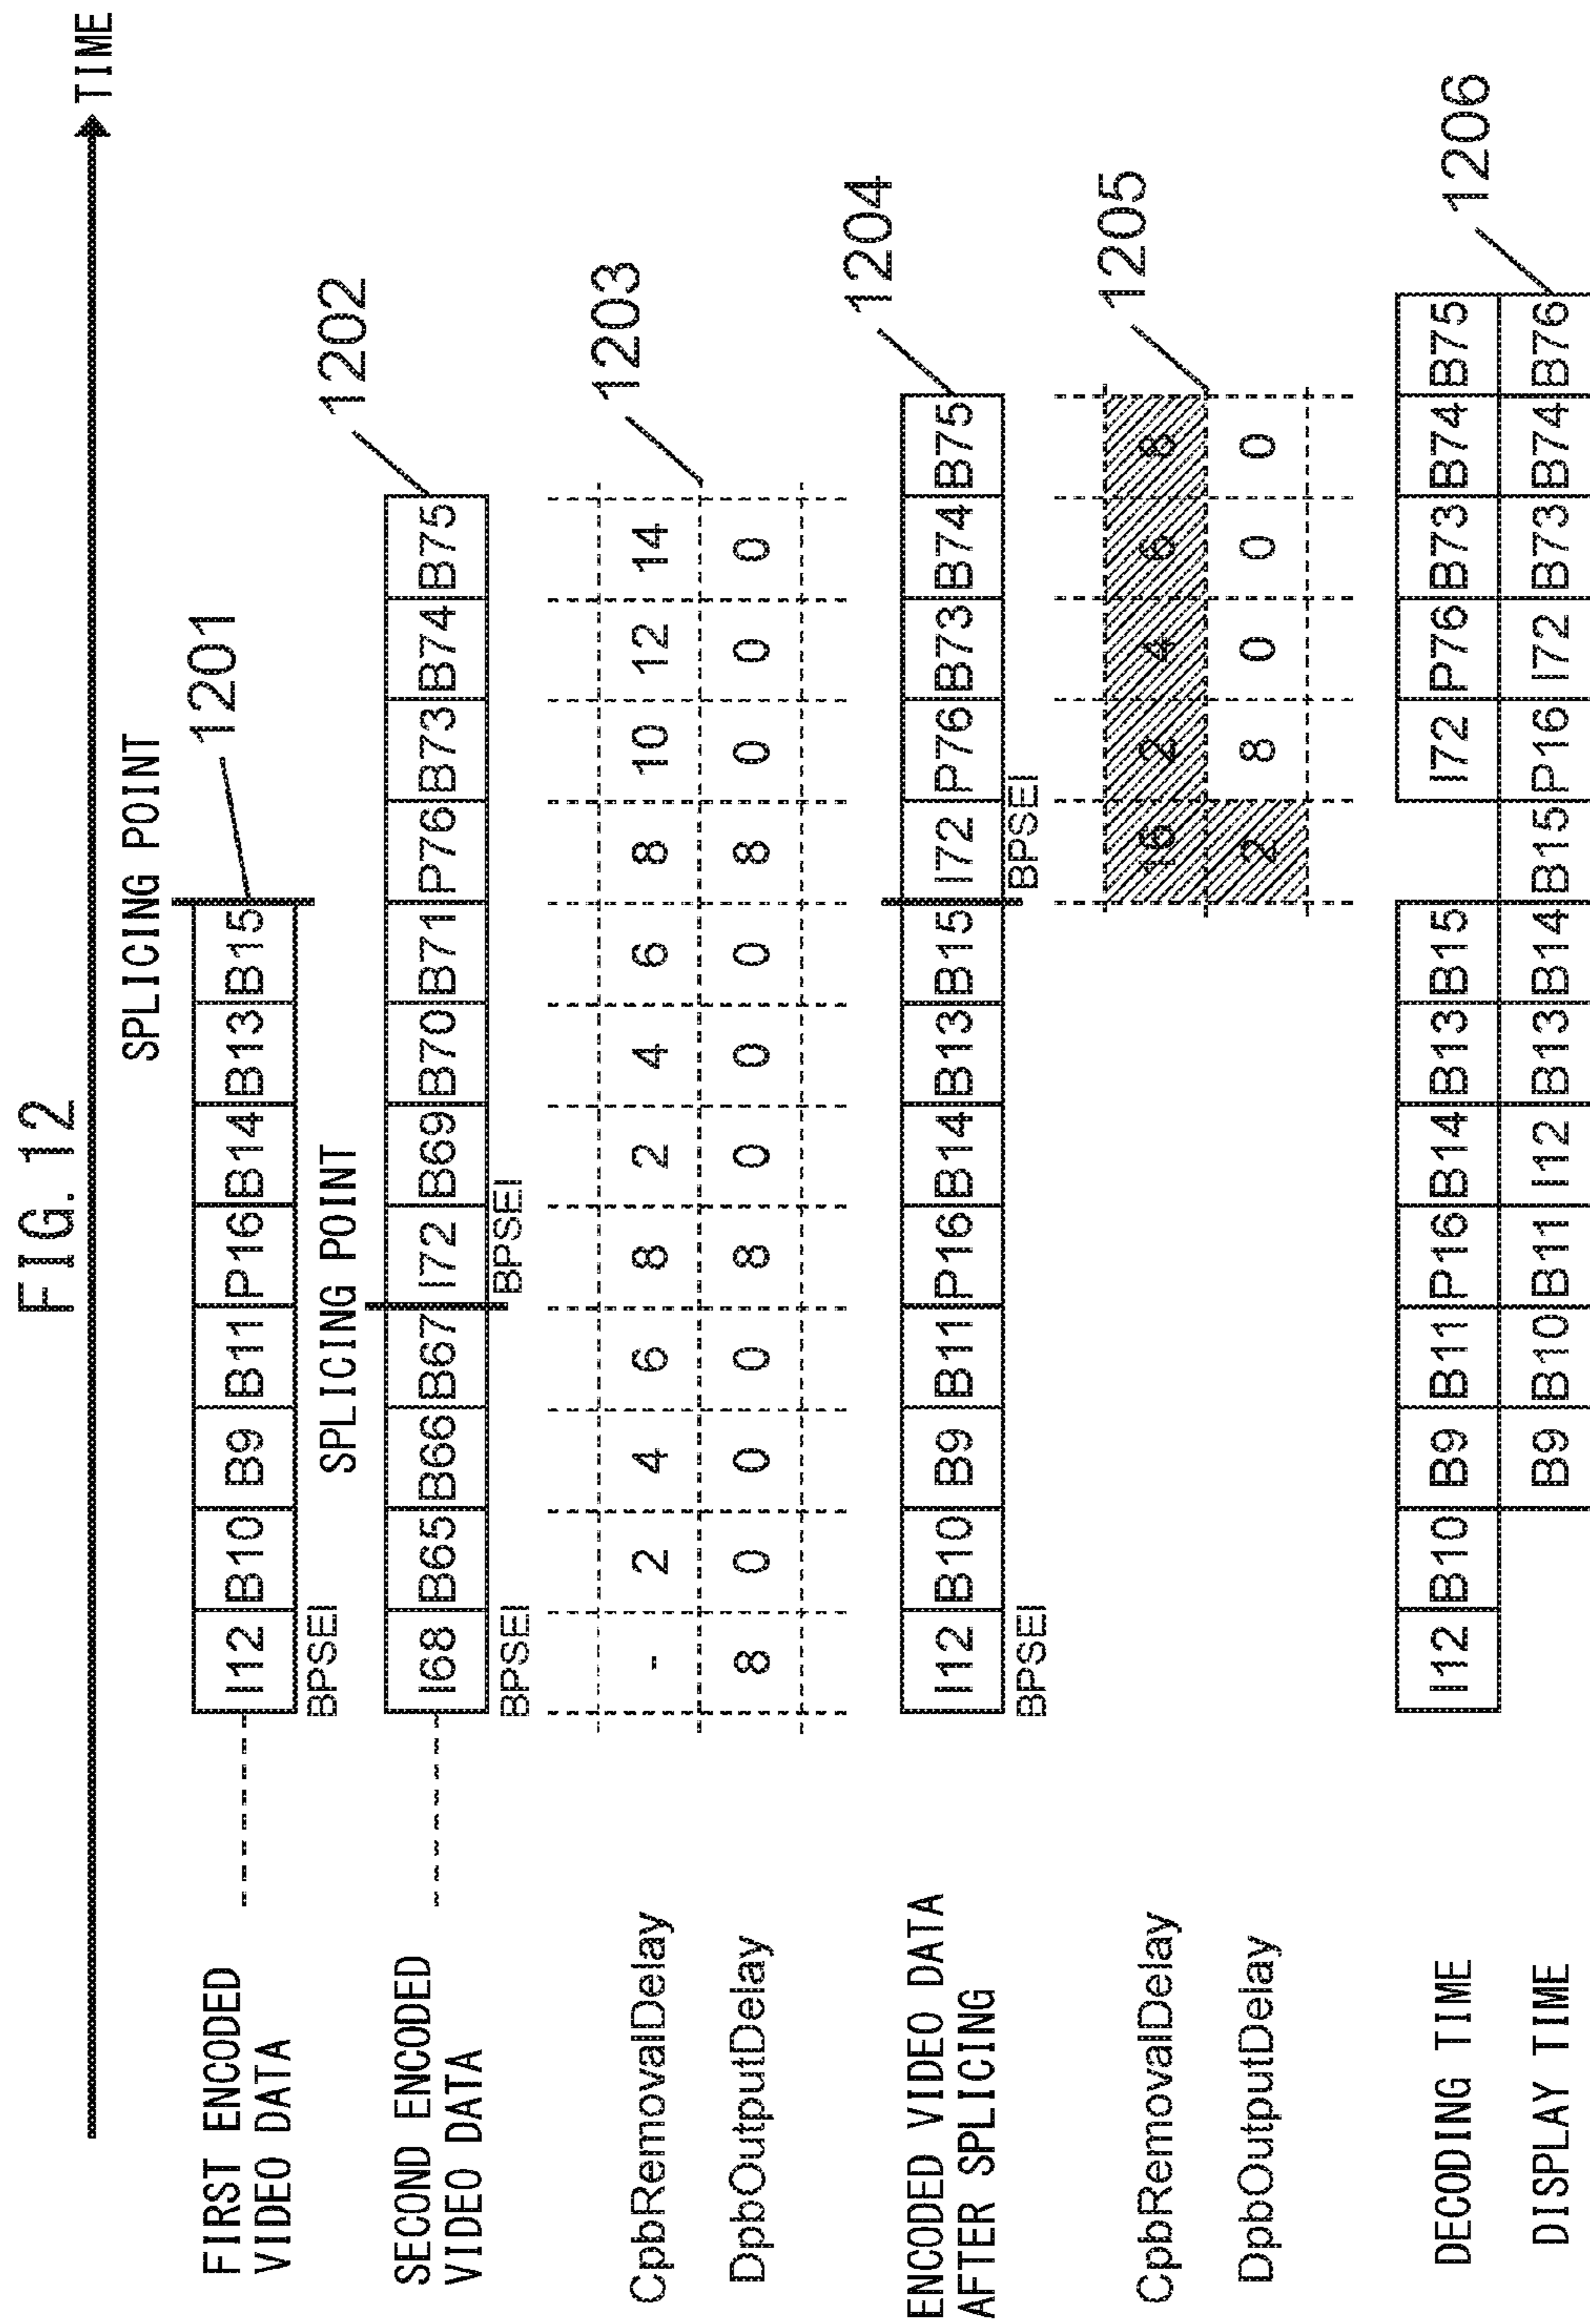 FIG. 12
TIME
SPLICING POINT
1201
FIRST ENCODED
VIDEO DATA
I12 B10 B9 B11 P16 B14 B13 B15
BPSEI
SPLICING POINT
1202
SECOND ENCODED
VIDEO DATA
I68 B65 B66 B67 I72 B69 B70 B71 P76 B73 B74 B75
BPSEI BPSEI
1203
CpbRemovalDelay - 2 4 6 8 2 4 6 8 10 12 14
DpbOutputDelay 8 0 0 0 8 0 0 0 8 0 0 0
1204
ENCODED VIDEO DATA
AFTER SPLICING
I12 B10 B9 B11 P16 B14 B13 B15 I72 P76 B73 B74 B75
BPSEI BPSEI
1205
CpbRemovalDelay 2 4 6 8
DpbOutputDelay 2 8 0 0 0
1206
DECODING TIME I12 B10 B9 B11 P16 B14 B13 B15 I72 P76 B73 B74 B75
DISPLAY TIME B9 B10 B11 I12 B13 B14 B15 P16 I72 B73 B74 B76